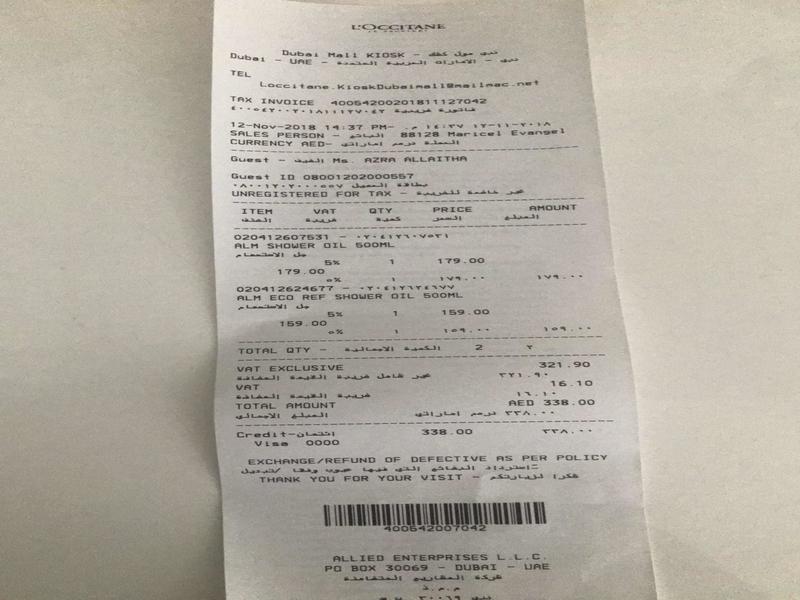 L'OCCITANE
EN PROVENCE
Dubai Mall KIOSK - دبي مول كشك
Dubai - UAE - دبي - الامارات العربية المتحدة
TEL
Loccitane.KioskDubaimall@mailmac.net
TAX INVOICE 40054200201811127042
فاتورة ضريبة ٤٠٠٥٤٢٠٠٢٠١٨١١١٢٧٠٤٢
12-Nov-2018 14:37 PM- ١٢-١١-٢٠١٨ ١٤:٣٧ م.
SALES PERSON - البائع 88128 Maricel Evangel
CURRENCY AED- العملة درهم اماراتي
Guest - الضيف Ms. AZRA ALLAITHA
Guest ID 08001202000557
بطاقة العميل ٠٨٠٠١٢٠٢٠٠٠٥٥٧
UNREGISTERED FOR TAX - غير خاضعة للضريبة
ITEM VAT QTY PRICE AMOUNT
الصنف ضريبة كمية السعر المبلغ
020412607531 - ٠٢٠٤١٢٦٠٧٥٣١
ALM SHOWER OIL 500ML
جل الاستحمام
5% 1 179.00
179.00
٥% ١ ١٧٩.٠٠ ١٧٩.٠٠
020412624677 - ٠٢٠٤١٢٦٢٤٦٧٧
ALM ECO REF SHOWER OIL 500ML
جل الاستحمام
5% 1 159.00
159.00
٥% ١ ١٥٩.٠٠ ١٥٩.٠٠
TOTAL QTY - الكمية الاجمالية 2 ٢
VAT EXCLUSIVE 321.90
غير شامل ضريبة القيمة المضافة ٣٢١.٩٠
VAT 16.10
ضريبة القيمة المضافة ١٦.١٠
TOTAL AMOUNT AED 338.00
المبلغ الاجمالي ٣٣٨.٠٠ درهم اماراتي
Credit-ائتمان 338.00 ٣٣٨.٠٠
Visa 0000
EXCHANGE/REFUND OF DEFECTIVE AS PER POLICY
استرداد البضائع التي فيها عيوب وفقا /تبديل
THANK YOU FOR YOUR VISIT - شكرا لزيارتكم
400542007042
ALLIED ENTERPRISES L.L.C.
PO BOX 30069 - DUBAI - UAE
شركة المشاريع المتضامنة
م.م.ذ